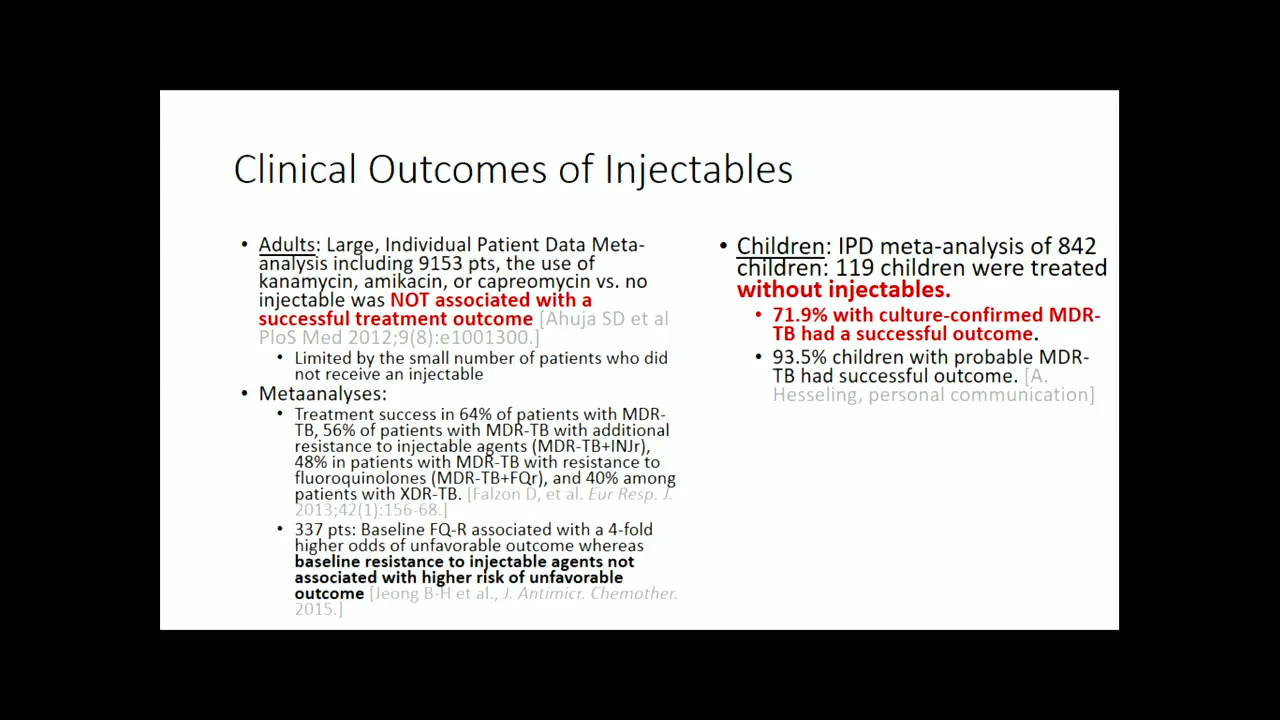 Clinical Outcomes of Injectables
• Adults: Large, Individual Patient Data Meta-
analysis including 9153 pts, the use of
kanamycin, amikacin, or capreomycin vs. no
injectable was NOT associated with a
successful treatment outcome [Ahuja SD et al
PloS Med 2012;9(8):e1001300.]
• Limited by the small number of patients who did
not receive an injectable
• Metaanalyses:
• Treatment success in 64% of patients with MDR-
TB, 56% of patients with MDR-TB with additional
resistance to injectable agents (MDR-TB+INJr),
48% in patients with MDR-TB with resistance to
fluoroquinolones (MDR-TB+FQr), and 40% among
patients with XDR-TB. [Falzon D, et al. Eur Resp. J.
2013;42(1):156-68.]
• 337 pts: Baseline FQ-R associated with a 4-fold
higher odds of unfavorable outcome whereas
baseline resistance to injectable agents not
associated with higher risk of unfavorable
outcome [Jeong B-H et al., J. Antimicr. Chemother.
2015.]
• Children: IPD meta-analysis of 842
children: 119 children were treated
without injectables.
• 71.9% with culture-confirmed MDR-
TB had a successful outcome.
• 93.5% children with probable MDR-
TB had successful outcome. [A.
Hesseling, personal communication]